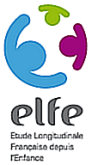 elfe
Etude Longitudinale
Française depuis
l'Enfance